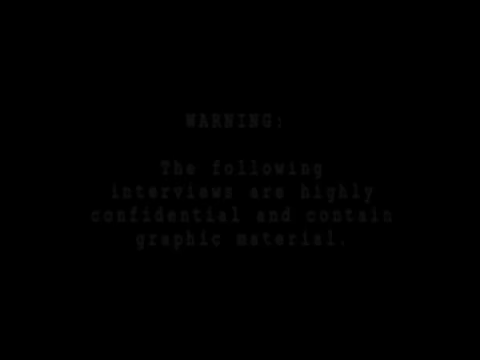 WARNING:
The following
interviews are highly
confidential and contain
graphic material.